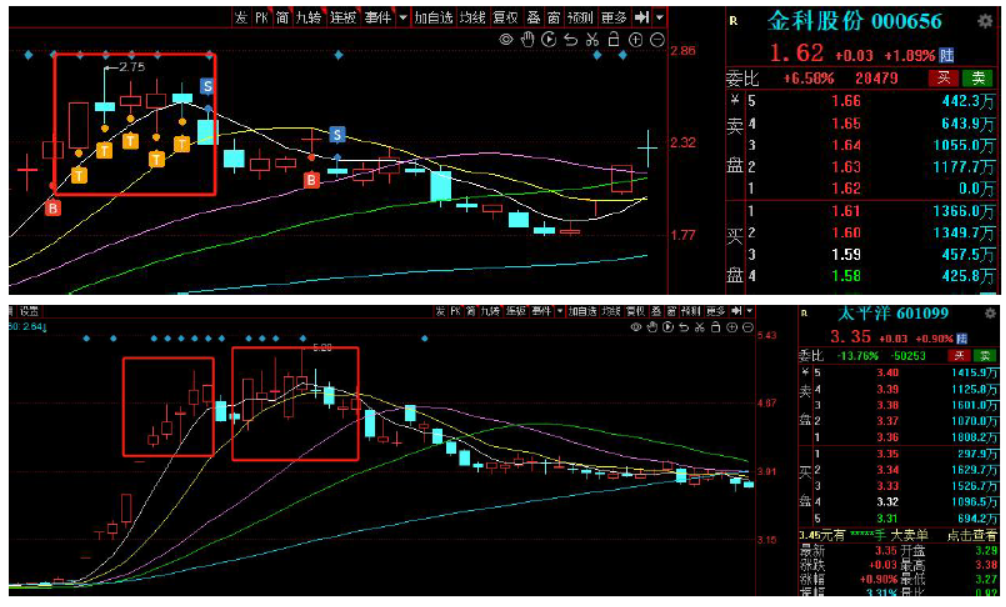 发 PK 简 九转 连板 事件 加自选 均线 复权 叠 窗 预测 更多
R 金科股份 000656
1.62 +0.03 +1.09% 陆
委比 +6.58% 20479 买 卖
2.75
2.86
2.32
1.77
S
S
T T T T T
B
B
¥ 5 1.66 442.3万
卖 4 1.65 643.9万
3 1.64 1055.0万
盘 2 1.63 1177.7万
1 1.62 0.0万
1 1.61 1366.0万
买 2 1.60 1349.7万
3 1.59 457.5万
盘 4 1.58 425.8万
设置
发 PK 简 九转 连板 事件 加自选 均线 复权 叠 窗 预测 更多
R 太平洋 601099
3.35 +0.03 +0.90% 陆
委比 -13.76% -50253 买 卖
2.64
5.28
5.43
4.67
3.91
3.15
¥ 5 3.40 1415.9万
卖 4 3.39 1125.8万
3 3.38 1601.0万
盘 2 3.37 1070.0万
1 3.36 1808.2万
1 3.35 297.9万
买 2 3.34 1629.7万
3 3.33 1526.7万
盘 4 3.32 1096.5万
5 3.31 694.2万
3.45元有 *****手 大卖单 点击查看
最新 3.35 开盘 3.29
涨跌 +0.03 最高 3.38
涨幅 +0.90% 最低 3.27
振幅 3.31% 量比 0.92